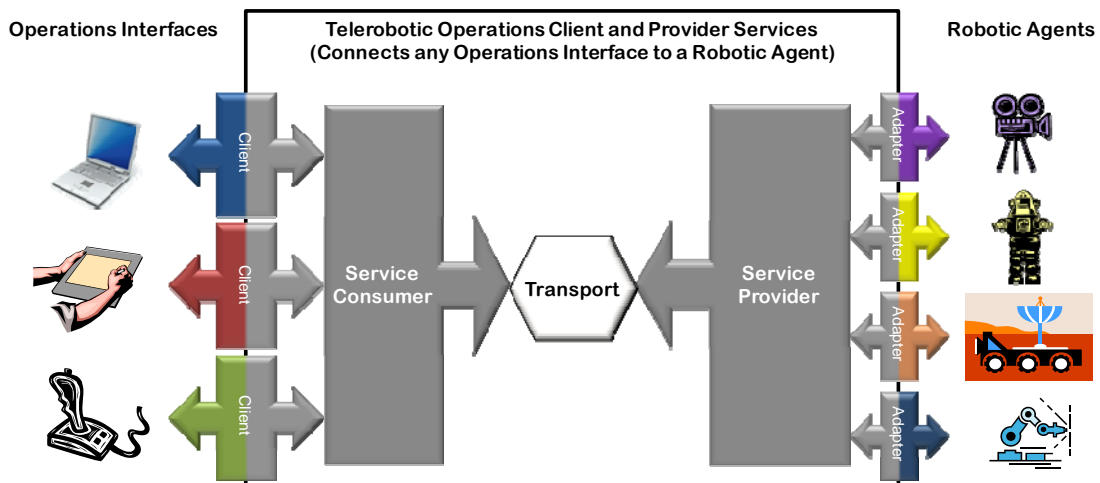 Operations Interfaces
Telerobotic Operations Client and Provider Services
(Connects any Operations Interface to a Robotic Agent)
Robotic Agents
Client
Client
Client
Service
Consumer
Transport
Service
Provider
Adapter
Adapter
Adapter
Adapter